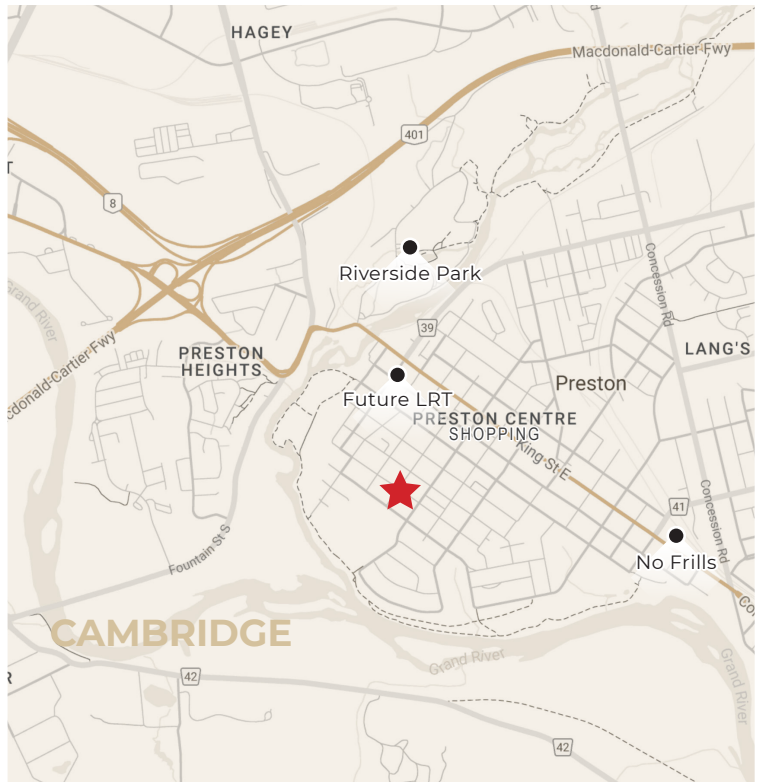 HAGEY
Macdonald-Cartier Fwy
401
8
Riverside Park
Concession Rd
Grand River
39
PRESTON
HEIGHTS
LANG'S
cdonald-Cartier Fwy
Preston
Future LRT
PRESTON CENTRE
SHOPPING
King St E
41
Concession Rd
Fountain St S
No Frills
Co
CAMBRIDGE
Grand River
Grand River
R
42
42
T